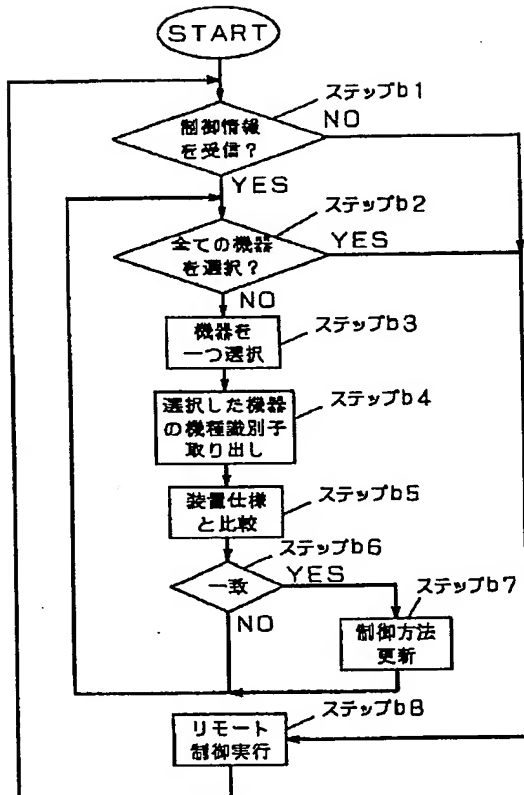 START
ステップb1
制御情報
を受信？
NO
YES
ステップb2
全ての機器
を選択？
YES
NO
ステップb3
機器を
一つ選択
ステップb4
選択した機器
の機種識別子
取り出し
ステップb5
装置仕様
と比較
ステップb6
一致
YES
NO
ステップb7
制御方法
更新
ステップb8
リモート
制御実行